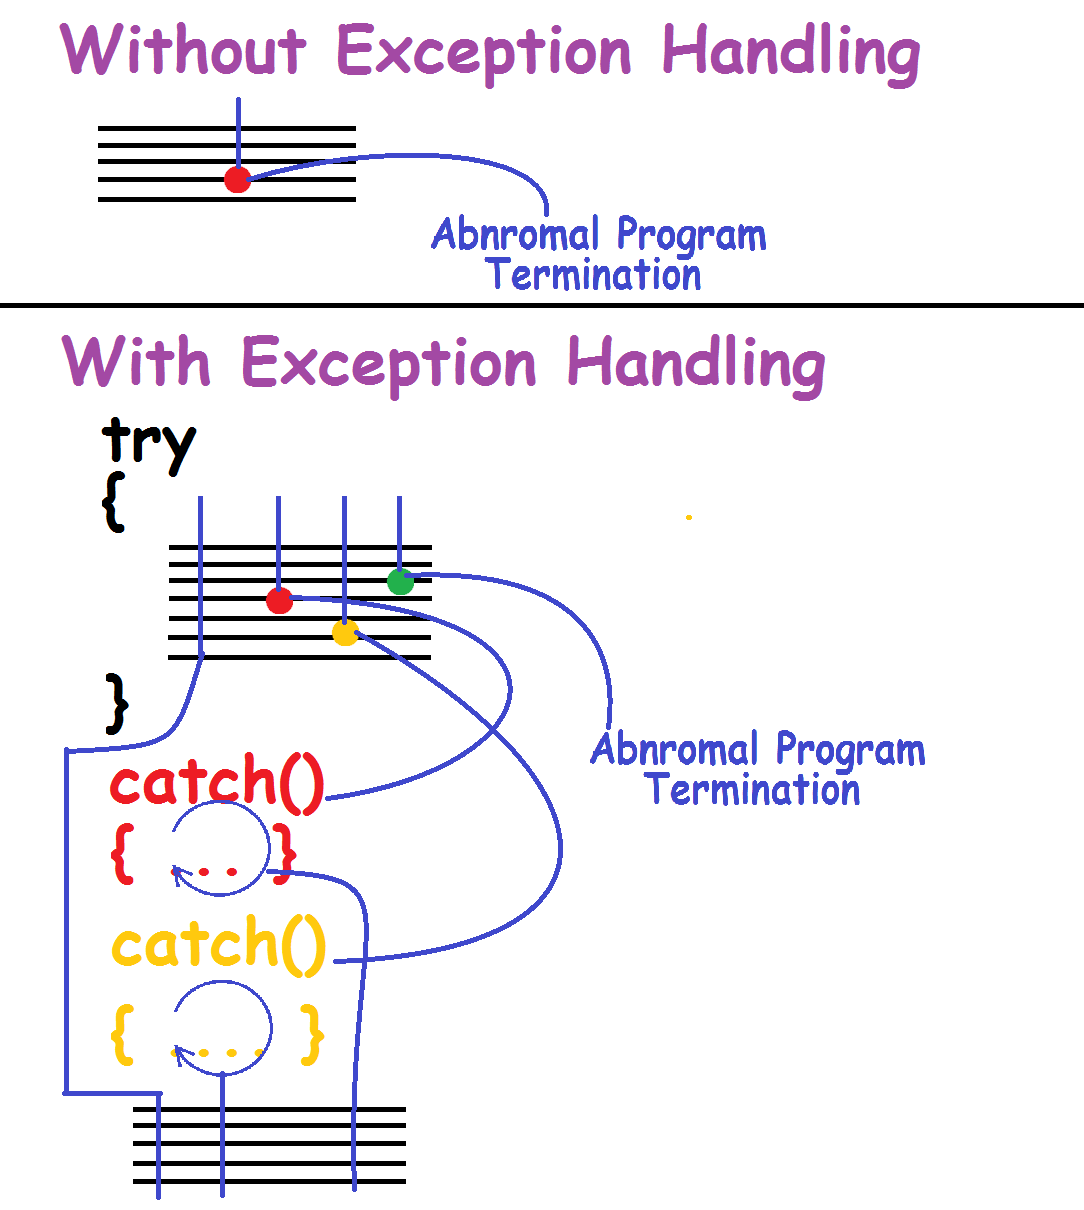 Without Exception Handling
Abnromal Program
Termination
With Exception Handling
try
{
}
catch()
{ . . . }
catch()
{ . . . . }
Abnromal Program
Termination